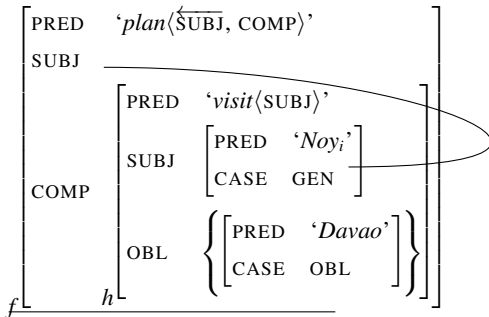 PRED ‘plan⟨SUBJ, COMP⟩’
SUBJ
PRED ‘visit⟨SUBJ⟩’
SUBJ PRED ‘Noyᵢ’
CASE GEN
COMP
OBL PRED ‘Davao’
CASE OBL
f h